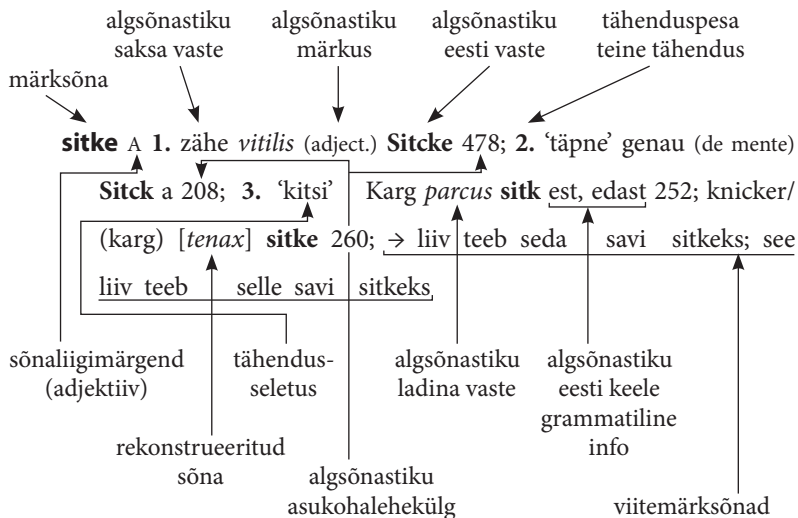 algsõnastiku algsõnastiku algsõnastiku tähenduspesa
saksa vaste märkus eesti vaste teine tähendus
märksõna
sitke A 1. zähe vitilis (adject.) Sitcke 478; 2. ‘täpne’ genau (de mente)
Sitck a 208; 3. ‘kitsi’ Karg parcus sitk est, edast 252; knicker/
(karg) [tenax] sitke 260; → liiv teeb seda savi sitkeks; see
liiv teeb selle savi sitkeks
sõnaliigimärgend tähendus- algsõnastiku algsõnastiku
(adjektiiv) seletus ladina vaste eesti keele
grammatiline
rekonstrueeritud info
sõna algsõnastiku
asukohalehekülg viitemärksõnad